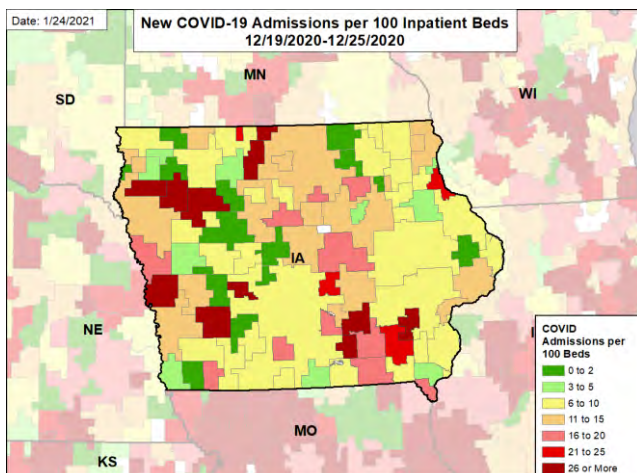 Date: 1/24/2021
New COVID-19 Admissions per 100 Inpatient Beds
12/19/2020-12/25/2020
MN
SD
WI
IA
NE
I
MO
KS
COVID
Admissions per
100 Beds
0 to 2
3 to 5
6 to 10
11 to 15
16 to 20
21 to 25
26 or More